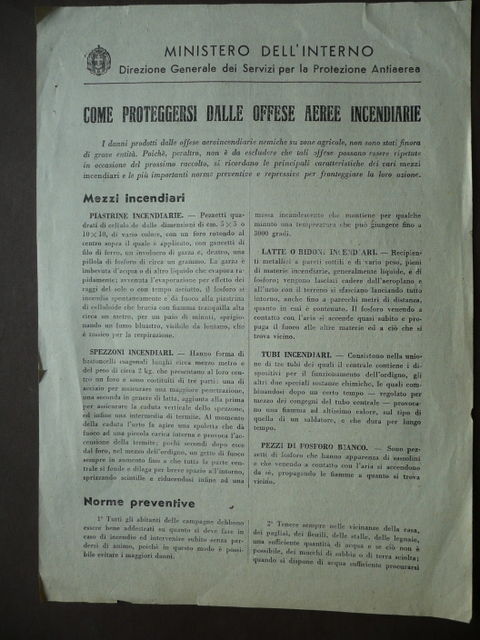 MINISTERO DELL'INTERNO
Direzione Generale dei Servizi per la Protezione Antiaerea
COME PROTEGGERSI DALLE OFFESE AEREE INCENDIARIE
I danni prodotti dalle offese aeroincendiarie nemiche su zone agricole, non sono stati finora
di grave entità. Poichè, peraltro, non è da escludere che tali offese possano essere ripetute
in occasione del prossimo raccolto, si ricordano le principali caratteristiche dei vari mezzi
incendiari e le più importanti norme preventive e repressive per fronteggiare la loro azione.
Mezzi incendiari
PIASTRINE INCENDIARIE. — Pezzetti qua-
drati di celluloide dalle dimensioni di cm. 5×5 o
10×10, di vario colore, con un foro rotondo al
centro sopra il quale è applicato, con gancetti di
filo di ferro, un involucro di garza e, dentro, una
pillola di fosforo di circa un grammo. La garza è
imbevuta d'acqua o di altro liquido che evapora ra-
pidamente; avvenuta l'evaporazione per effetto dei
raggi del sole o con tempo asciutto, il fosforo si
incendia spontaneamente e dà fuoco alla piastrina
di celluloide che brucia con fiamma tranquilla alta
circa un metro, per un paio di minuti, sprigio-
nando un fumo bluastro, visibile da lontano, che
è tossico per la respirazione.
SPEZZONI INCENDIARI. — Hanno forma di
bastoncelli esagonali lunghi circa mezzo metro e
del peso di circa 2 kg. che presentano al loro cen-
tro un foro e sono costituiti di tre parti: una di
acciaio per assicurare una maggiore penetrazione,
una seconda in genere di latta, aggiunta alla prima
per assicurare la caduta verticale dello spezzone,
ed infine una intermedia di termite. Al momento
della caduta l'urto fa agire una spoletta che dà
fuoco ad una piccola carica interna e provoca l'ac-
censione della termite; pochi secondi dopo esce
dal foro, nel mezzo dell'ordigno, un getto di fuoco
sempre in aumento fino a che tutta la parte cen-
trale si fonde e dilaga per breve spazio all'intorno,
sprizzando scintille e riducendosi infine ad una
massa incandescente che mantiene per qualche
minuto una temperatura che può giungere fino a
3000 gradi.
LATTE O BIDONI INCENDIARI. — Recipien-
ti metallici a pareti sottili e di vario peso, pieni
di materie incendiarie, generalmente liquide, e di
fosforo; vengono lasciati cadere dall'aeroplano e
all'urto con il terreno si sfasciano lanciando tutto
intorno, anche fino a parecchi metri di distanza,
quanto in essi è contenuto. Il fosforo venendo a
contatto con l'aria si accende quasi subito e pro-
paga il fuoco alle altre materie ed a ciò che si
trova vicino.
TUBI INCENDIARI. — Consistono nella unio-
ne di tre tubi dei quali il centrale contiene i di-
spositivi per il funzionamento dell'ordigno, gli
altri due speciali sostanze chimiche, le quali com-
binandosi dopo un certo tempo — regolato per
mezzo dei congegni del tubo centrale — provoca-
no una fiamma ad altissimo calore, sul tipo di
quella di un saldatore, e che dura per lungo
tempo.
PEZZI DI FOSFORO BIANCO. — Sono pez-
zetti di fosforo che hanno apparenza di sassolini
e che venendo a contatto con l'aria si accendono
da sè, propagando le fiamme a quanto si trova
vicino.
Norme preventive
1° Tutti gli abitanti delle campagne debbono
essere bene addestrati su quanto si deve fare in
caso di incendio ed intervenire subito senza per-
dersi di animo, poichè in questo modo è possi-
bile evitare i maggiori danni.
2° Tenere sempre nelle vicinanze della casa,
dei pagliai, dei fienili, delle stalle, delle legnaie,
una sufficiente quantità di acqua e se ciò non è
possibile, dei mucchi di sabbia o di terra sciolta;
quando si dispone di acqua sufficiente procurarsi